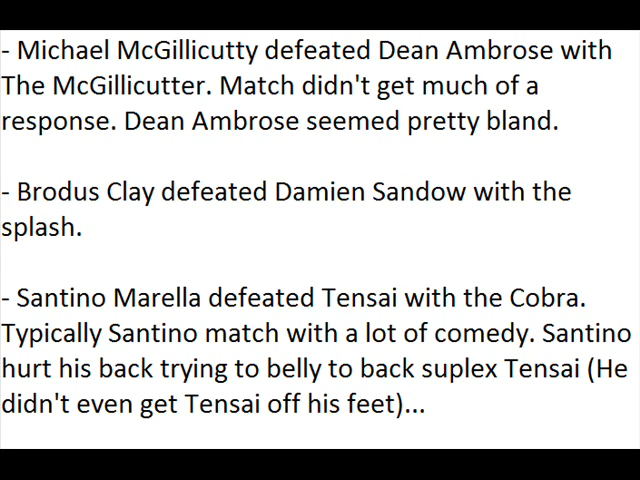 - Michael McGillicutty defeated Dean Ambrose with
The McGillicutter. Match didn't get much of a
response. Dean Ambrose seemed pretty bland.
- Brodus Clay defeated Damien Sandow with the
splash.
- Santino Marella defeated Tensai with the Cobra.
Typically Santino match with a lot of comedy. Santino
hurt his back trying to belly to back suplex Tensai (He
didn't even get Tensai off his feet)...